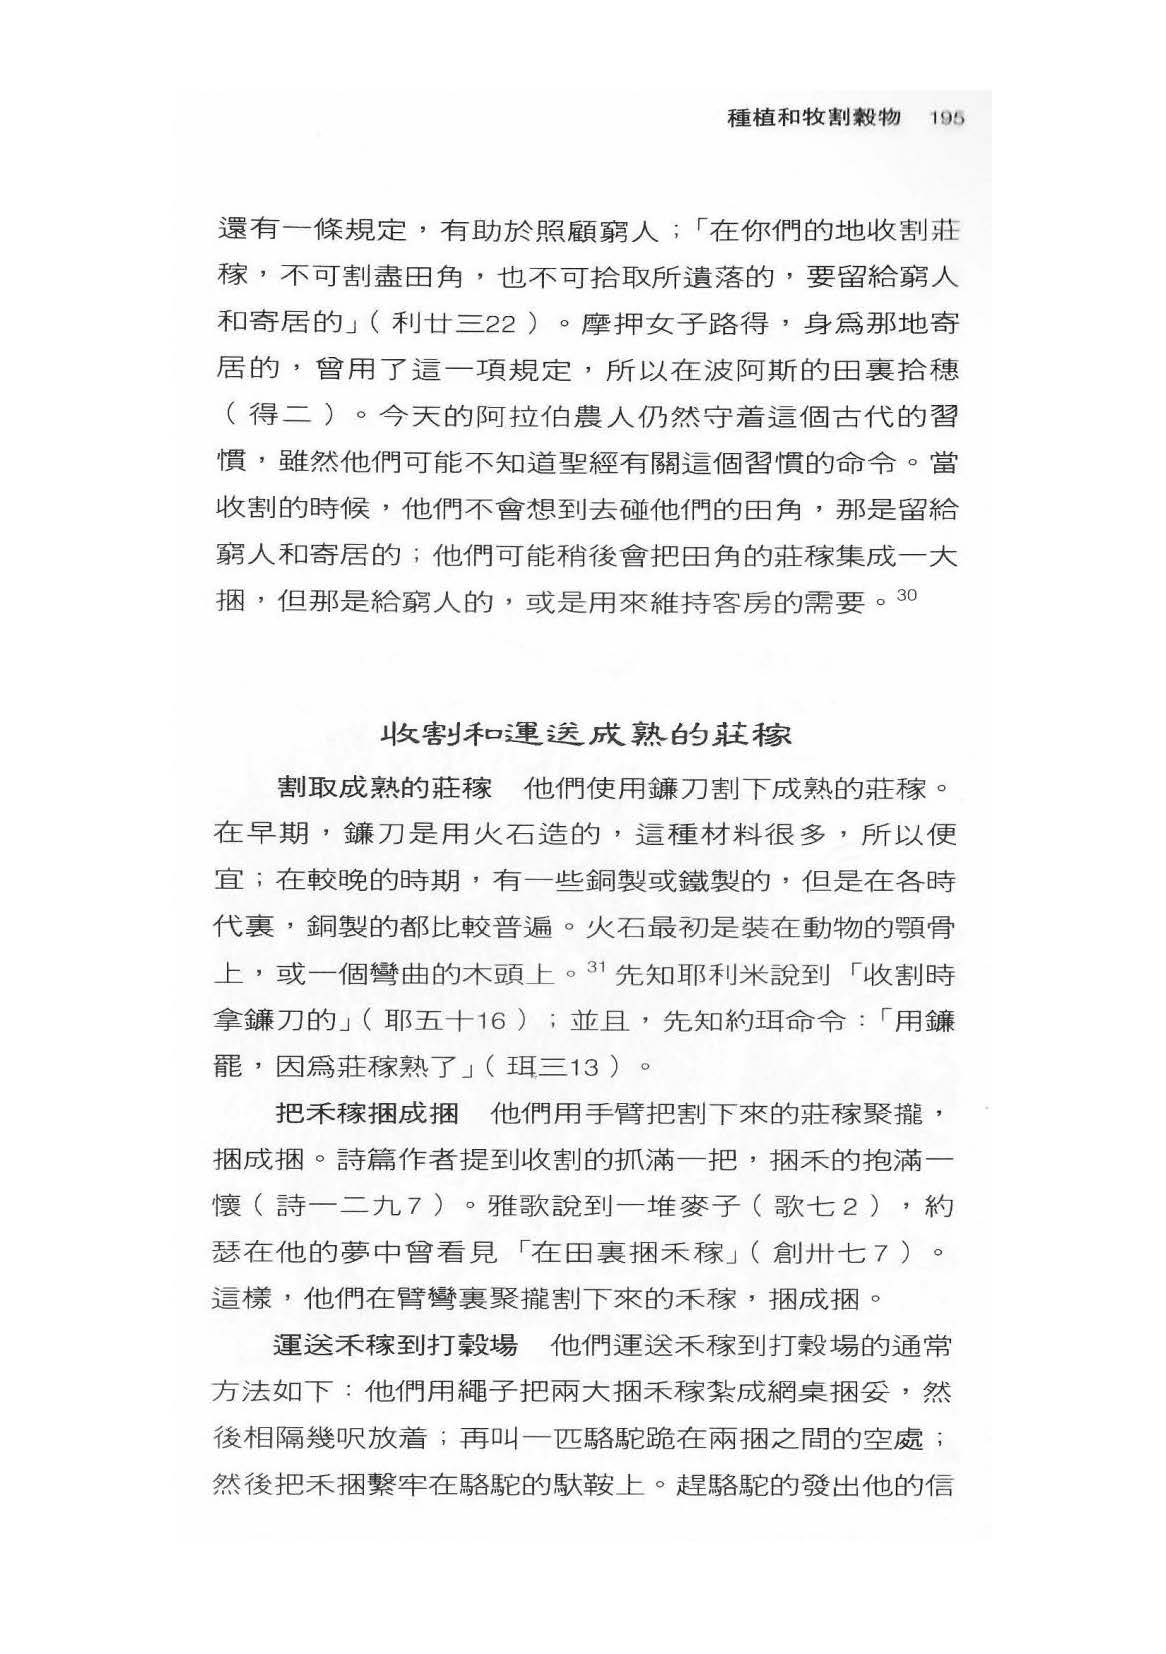 種植和牧割穀物　195
還有一條規定，有助於照顧窮人；「在你們的地收割莊
稼，不可割盡田角，也不可拾取所遺落的，要留給窮人
和寄居的」（利廿三22）。摩押女子路得，身爲那地寄
居的，曾用了這一項規定，所以在波阿斯的田裏拾穗
（得二）。今天的阿拉伯農人仍然守着這個古代的習
慣，雖然他們可能不知道聖經有關這個習慣的命令。當
收割的時候，他們不會想到去碰他們的田角，那是留給
窮人和寄居的；他們可能稍後會把田角的莊稼集成一大
捆，但那是給窮人的，或是用來維持客房的需要。30
收割和運送成熟的莊稼
割取成熟的莊稼　他們使用鐮刀割下成熟的莊稼。
在早期，鐮刀是用火石造的，這種材料很多，所以便
宜；在較晚的時期，有一些銅製或鐵製的，但是在各時
代裏，銅製的都比較普遍。火石最初是裝在動物的顎骨
上，或一個彎曲的木頭上。31先知耶利米說到「收割時
拿鐮刀的」（耶五十16）；並且，先知約珥命令：「用鐮
罷，因爲莊稼熟了」（珥三13）。
把禾稼捆成捆　他們用手臂把割下來的莊稼聚攏，
捆成捆。詩篇作者提到收割的抓滿一把，捆禾的抱滿一
懷（詩一二九7）。雅歌說到一堆麥子（歌七2），約
瑟在他的夢中曾看見「在田裏捆禾稼」（創卅七7）。
這樣，他們在臂彎裏聚攏割下來的禾稼，捆成捆。
運送禾稼到打穀場　他們運送禾稼到打穀場的通常
方法如下：他們用繩子把兩大捆禾稼紮成網桌捆妥，然
後相隔幾呎放着；再叫一匹駱駝跪在兩捆之間的空處；
然後把禾捆繫牢在駱駝的馱鞍上。趕駱駝的發出他的信